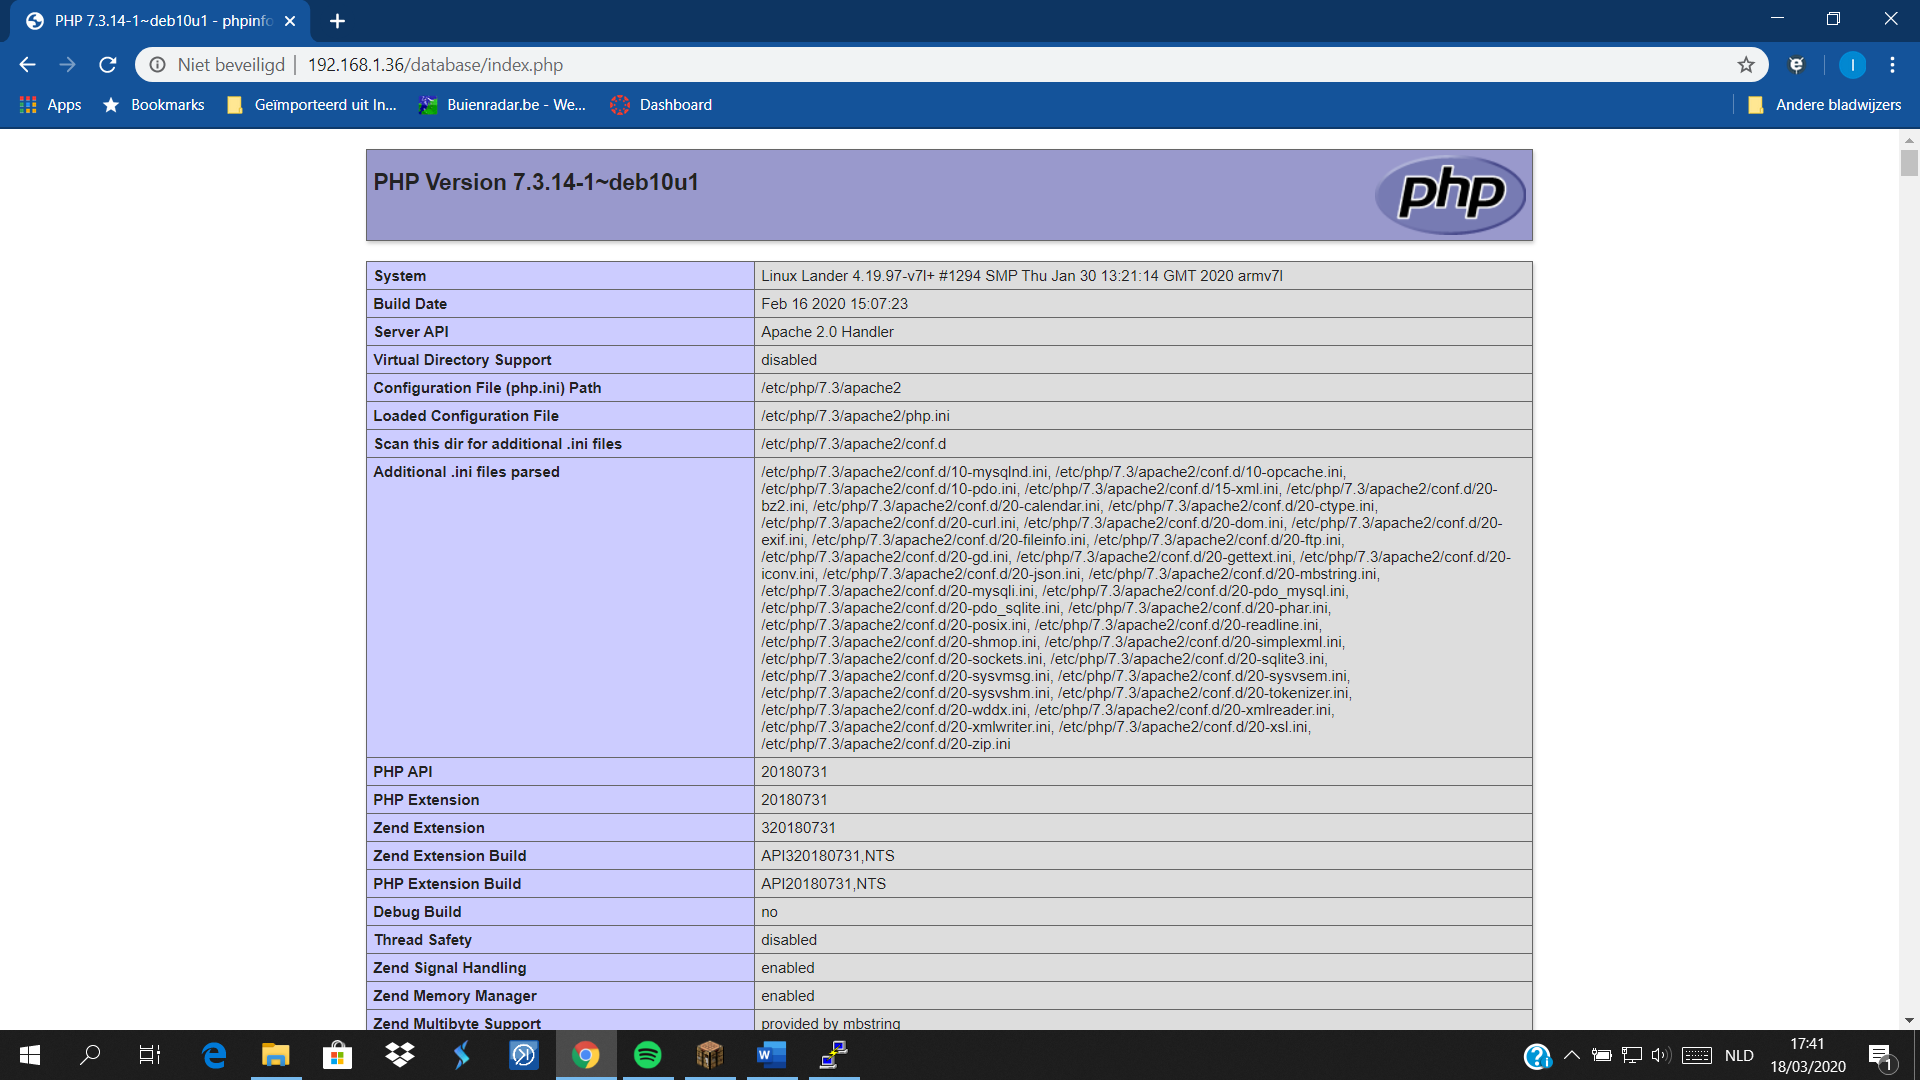 PHP 7.3.14-1~deb10u1 - phpinfo
Niet beveiligd | 192.168.1.36/database/index.php
I
Apps Bookmarks Geïmporteerd uit In... Buienradar.be - We... Dashboard Andere bladwijzers
PHP Version 7.3.14-1~deb10u1
php
System Linux Lander 4.19.97-v7l+ #1294 SMP Thu Jan 30 13:21:14 GMT 2020 armv7l
Build Date Feb 16 2020 15:07:23
Server API Apache 2.0 Handler
Virtual Directory Support disabled
Configuration File (php.ini) Path /etc/php/7.3/apache2
Loaded Configuration File /etc/php/7.3/apache2/php.ini
Scan this dir for additional .ini files /etc/php/7.3/apache2/conf.d
Additional .ini files parsed /etc/php/7.3/apache2/conf.d/10-mysqlnd.ini, /etc/php/7.3/apache2/conf.d/10-opcache.ini,
/etc/php/7.3/apache2/conf.d/10-pdo.ini, /etc/php/7.3/apache2/conf.d/15-xml.ini, /etc/php/7.3/apache2/conf.d/20-
bz2.ini, /etc/php/7.3/apache2/conf.d/20-calendar.ini, /etc/php/7.3/apache2/conf.d/20-ctype.ini,
/etc/php/7.3/apache2/conf.d/20-curl.ini, /etc/php/7.3/apache2/conf.d/20-dom.ini, /etc/php/7.3/apache2/conf.d/20-
exif.ini, /etc/php/7.3/apache2/conf.d/20-fileinfo.ini, /etc/php/7.3/apache2/conf.d/20-ftp.ini,
/etc/php/7.3/apache2/conf.d/20-gd.ini, /etc/php/7.3/apache2/conf.d/20-gettext.ini, /etc/php/7.3/apache2/conf.d/20-
iconv.ini, /etc/php/7.3/apache2/conf.d/20-json.ini, /etc/php/7.3/apache2/conf.d/20-mbstring.ini,
/etc/php/7.3/apache2/conf.d/20-mysqli.ini, /etc/php/7.3/apache2/conf.d/20-pdo_mysql.ini,
/etc/php/7.3/apache2/conf.d/20-pdo_sqlite.ini, /etc/php/7.3/apache2/conf.d/20-phar.ini,
/etc/php/7.3/apache2/conf.d/20-posix.ini, /etc/php/7.3/apache2/conf.d/20-readline.ini,
/etc/php/7.3/apache2/conf.d/20-shmop.ini, /etc/php/7.3/apache2/conf.d/20-simplexml.ini,
/etc/php/7.3/apache2/conf.d/20-sockets.ini, /etc/php/7.3/apache2/conf.d/20-sqlite3.ini,
/etc/php/7.3/apache2/conf.d/20-sysvmsg.ini, /etc/php/7.3/apache2/conf.d/20-sysvsem.ini,
/etc/php/7.3/apache2/conf.d/20-sysvshm.ini, /etc/php/7.3/apache2/conf.d/20-tokenizer.ini,
/etc/php/7.3/apache2/conf.d/20-wddx.ini, /etc/php/7.3/apache2/conf.d/20-xmlreader.ini,
/etc/php/7.3/apache2/conf.d/20-xmlwriter.ini, /etc/php/7.3/apache2/conf.d/20-xsl.ini,
/etc/php/7.3/apache2/conf.d/20-zip.ini
PHP API 20180731
PHP Extension 20180731
Zend Extension 320180731
Zend Extension Build API320180731,NTS
PHP Extension Build API20180731,NTS
Debug Build no
Thread Safety disabled
Zend Signal Handling enabled
Zend Memory Manager enabled
Zend Multibyte Support provided by mbstring
NLD
17:41
18/03/2020
1